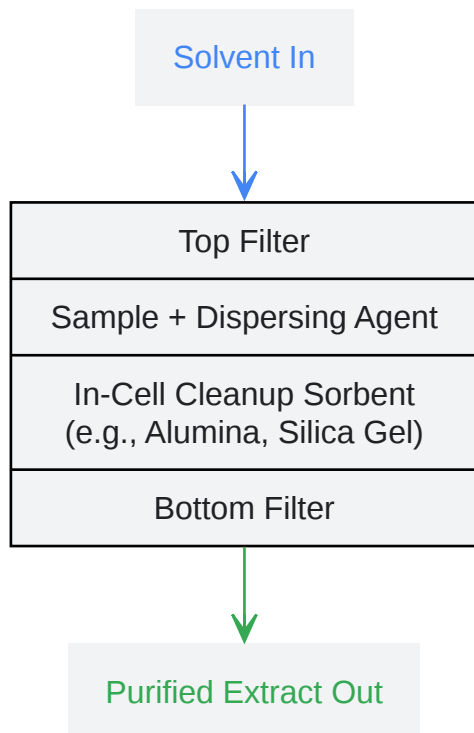 Solvent In
Top Filter
Sample + Dispersing Agent
In-Cell Cleanup Sorbent
(e.g., Alumina, Silica Gel)
Bottom Filter
Purified Extract Out